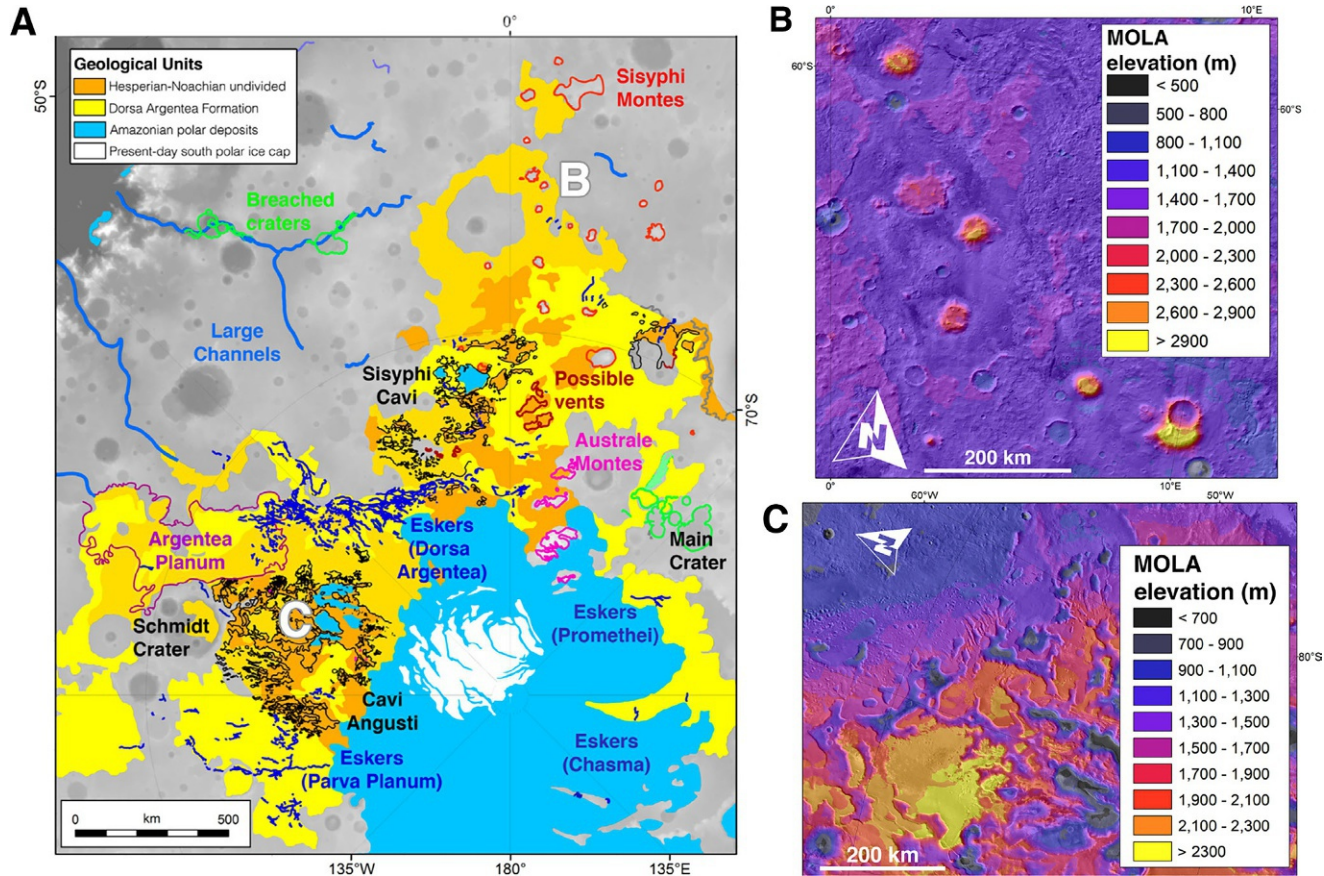 A
0°
50°S
Geological Units
Hesperian-Noachian undivided
Dorsa Argentea Formation
Amazonian polar deposits
Present-day south polar ice cap
Sisyphi
Montes
B
Breached
craters
Large
Channels
Sisyphi
Cavi
Possible
vents
70°S
Australe
Montes
Argentea
Planum
Eskers
(Dorsa
Argentea)
Main
Crater
Schmidt
Crater
C
Eskers
(Promethei)
Cavi
Angusti
Eskers
(Parva Planum)
Eskers
(Chasma)
km
0 500
135°W
180°
135°E
B
0°
10°E
60°S
60°S
MOLA
elevation (m)
< 500
500 - 800
800 - 1,100
1,100 - 1,400
1,400 - 1,700
1,700 - 2,000
2,000 - 2,300
2,300 - 2,600
2,600 - 2,900
> 2900
N
200 km
0°
10°E
C
60°W
50°W
N
80°S
MOLA
elevation (m)
< 700
700 - 900
900 - 1,100
1,100 - 1,300
1,300 - 1,500
1,500 - 1,700
1,700 - 1,900
1,900 - 2,100
2,100 - 2,300
> 2300
200 km